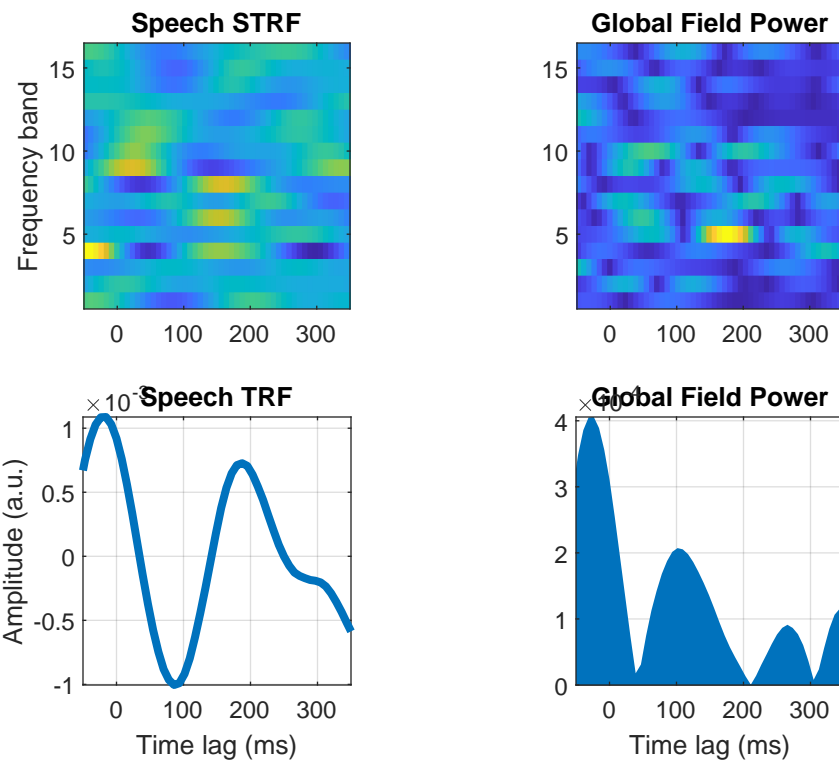 Speech STRF
Frequency band
15
10
5
0 100 200 300
Global Field Power
15
10
5
0 100 200 300
Speech TRF
×10⁻³
Amplitude (a.u.)
1
0.5
0
-0.5
-1
0 100 200 300
Time lag (ms)
Global Field Power
×10⁻⁴
4
3
2
1
0
0 100 200 300
Time lag (ms)